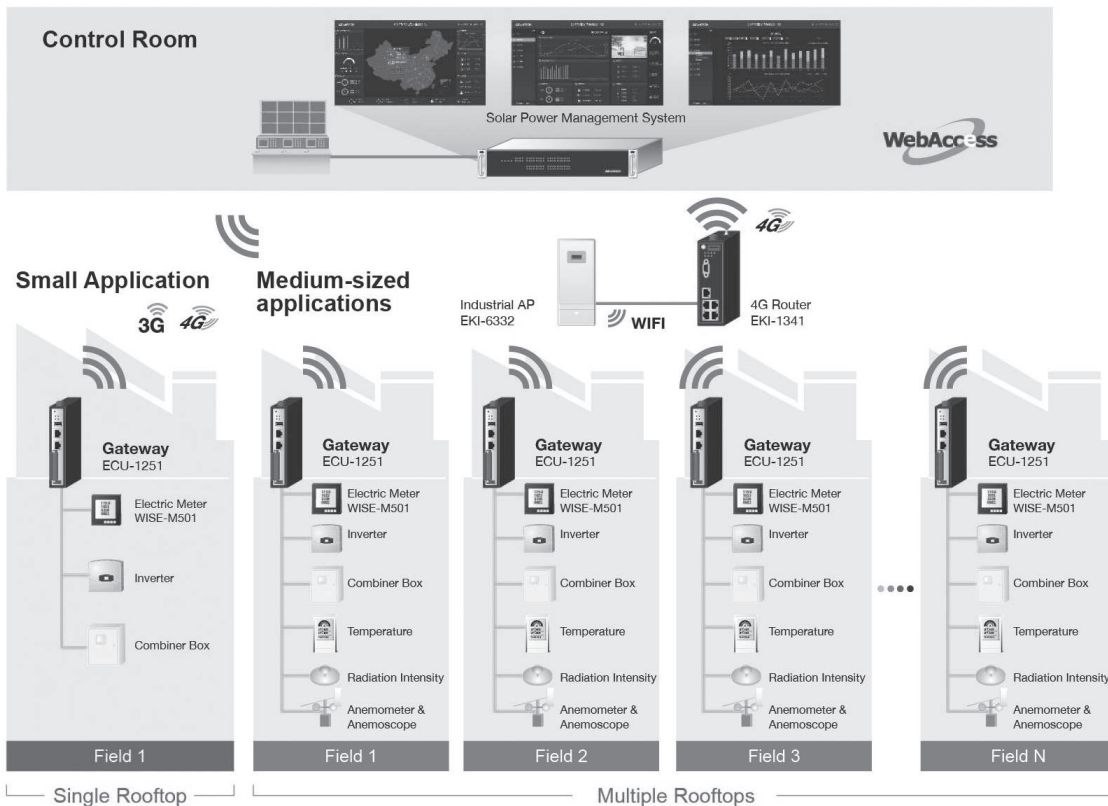 Control Room
Solar Power Management System
WebAccess
4G
Small Application
3G 4G
Medium-sized
applications
Industrial AP
EKI-6332
WIFI
4G Router
EKI-1341
Gateway
ECU-1251
Electric Meter
WISE-M501
Inverter
Combiner Box
Field 1
Single Rooftop
Gateway
ECU-1251
Electric Meter
WISE-M501
Inverter
Combiner Box
Temperature
Radiation Intensity
Anemometer &
Anemoscope
Field 1
Gateway
ECU-1251
Electric Meter
WISE-M501
Inverter
Combiner Box
Temperature
Radiation Intensity
Anemometer &
Anemoscope
Field 2
Gateway
ECU-1251
Electric Meter
WISE-M501
Inverter
Combiner Box
Temperature
Radiation Intensity
Anemometer &
Anemoscope
Field 3
Gateway
ECU-1251
Electric Meter
WISE-M501
Inverter
Combiner Box
Temperature
Radiation Intensity
Anemometer &
Anemoscope
Field N
Multiple Rooftops